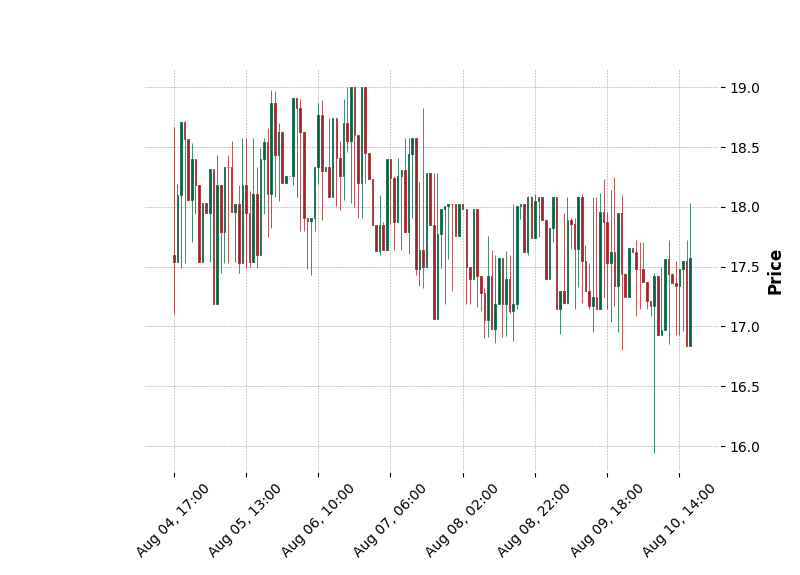 19.0
18.5
18.0
17.5
17.0
16.5
16.0
Price
Aug 04, 17:00
Aug 05, 13:00
Aug 06, 10:00
Aug 07, 06:00
Aug 08, 02:00
Aug 08, 22:00
Aug 09, 18:00
Aug 10, 14:00